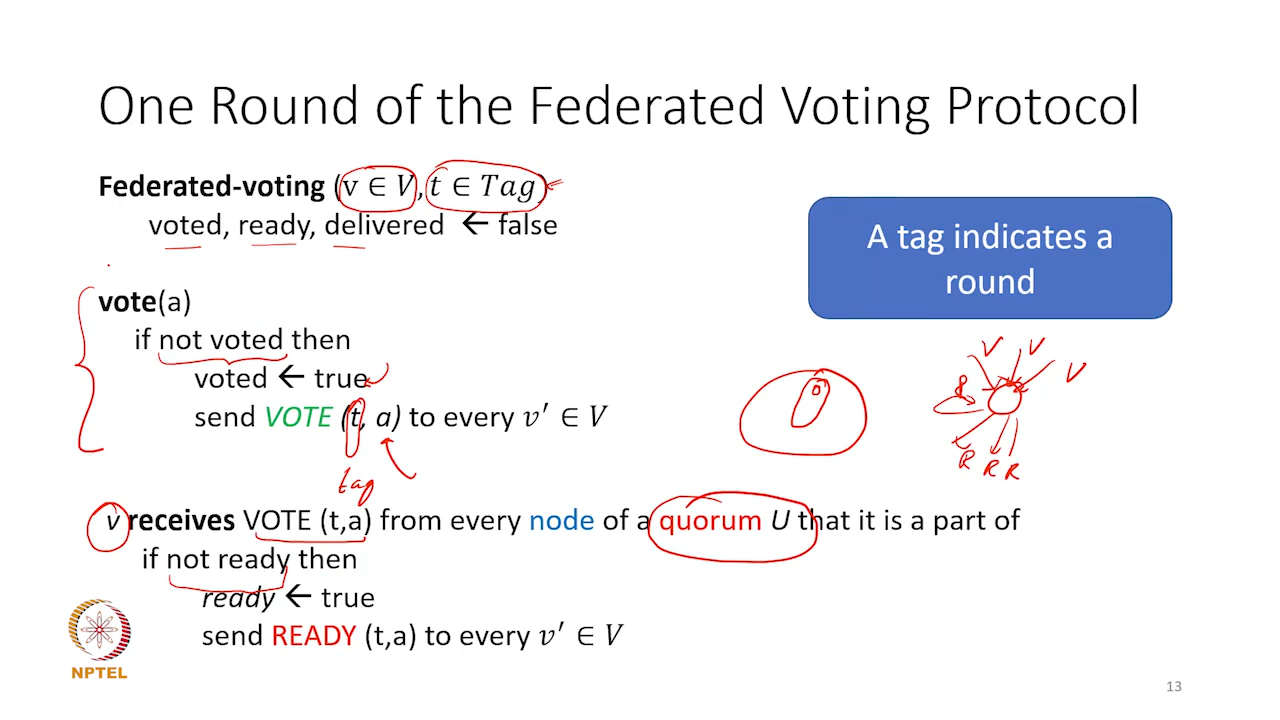 One Round of the Federated Voting Protocol
Federated-voting (v ∈ V, t ∈ Tag)
voted, ready, delivered ← false
A tag indicates a
round
vote(a)
if not voted then
voted ← true
send VOTE (t, a) to every v′ ∈ V
tag
V V V
R R R
v receives VOTE (t,a) from every node of a quorum U that it is a part of
if not ready then
ready ← true
send READY (t,a) to every v′ ∈ V
NPTEL
13